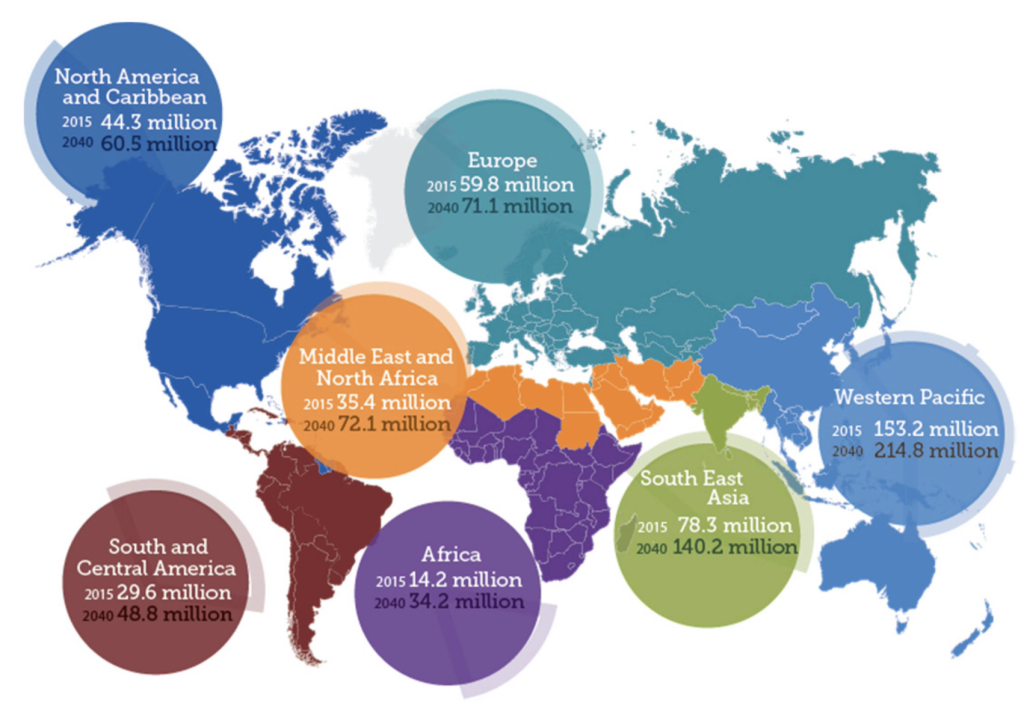 North America
and Caribbean
2015 44.3 million
2040 60.5 million
Europe
2015 59.8 million
2040 71.1 million
Middle East and
North Africa
2015 35.4 million
2040 72.1 million
Western Pacific
2015 153.2 million
2040 214.8 million
South East
Asia
2015 78.3 million
2040 140.2 million
South and
Central America
2015 29.6 million
2040 48.8 million
Africa
2015 14.2 million
2040 34.2 million